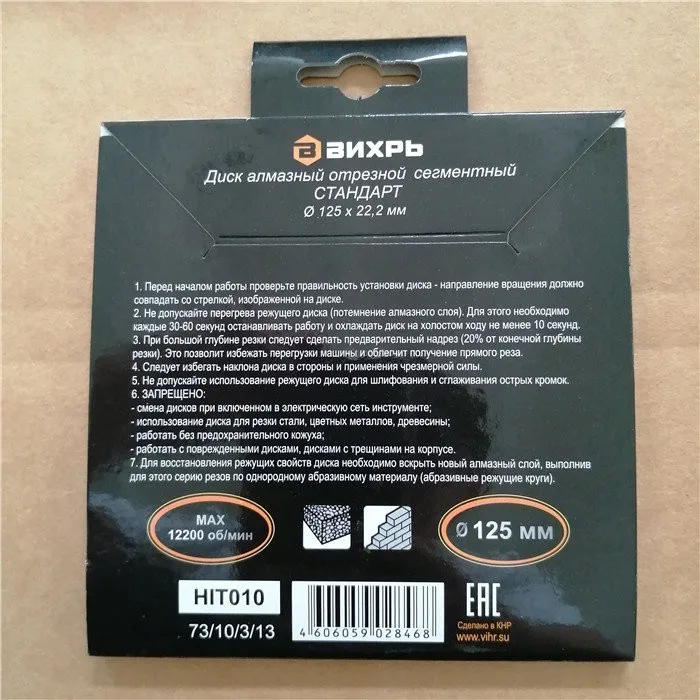 ВИХРЬ
Диск алмазный отрезной сегментный
СТАНДАРТ
Ø 125 x 22,2 мм
1. Перед началом работы проверьте правильность установки диска - направление вращения должно
совпадать со стрелкой, изображенной на диске.
2. Не допускайте перегрева режущего диска (потемнение алмазного слоя). Для этого необходимо
каждые 30-60 секунд останавливать работу и охлаждать диск на холостом ходу не менее 10 секунд.
3. При большой глубине резки следует сделать предварительный надрез (20% от конечной глубины
резки). Это позволит избежать перегрузки машины и облегчит получение прямого реза.
4. Следует избегать наклона диска в стороны и применения чрезмерной силы.
5. Не допускайте использование режущего диска для шлифования и сглаживания острых кромок.
6. ЗАПРЕЩЕНО:
- смена дисков при включенном в электрическую сеть инструменте;
- использование диска для резки стали, цветных металлов, древесины;
- работать без предохранительного кожуха;
- работать с поврежденными дисками, дисками с трещинами на корпусе.
7. Для восстановления режущих свойств диска необходимо вскрыть новый алмазный слой, выполнив
для этого серию резов по однородному абразивному материалу (абразивные режущие круги).
MAX
12200 об/мин
Ø 125 мм
HIT010
73/10/3/13
4 606059 028468
EAC
Сделано в КНР
www.vihr.su